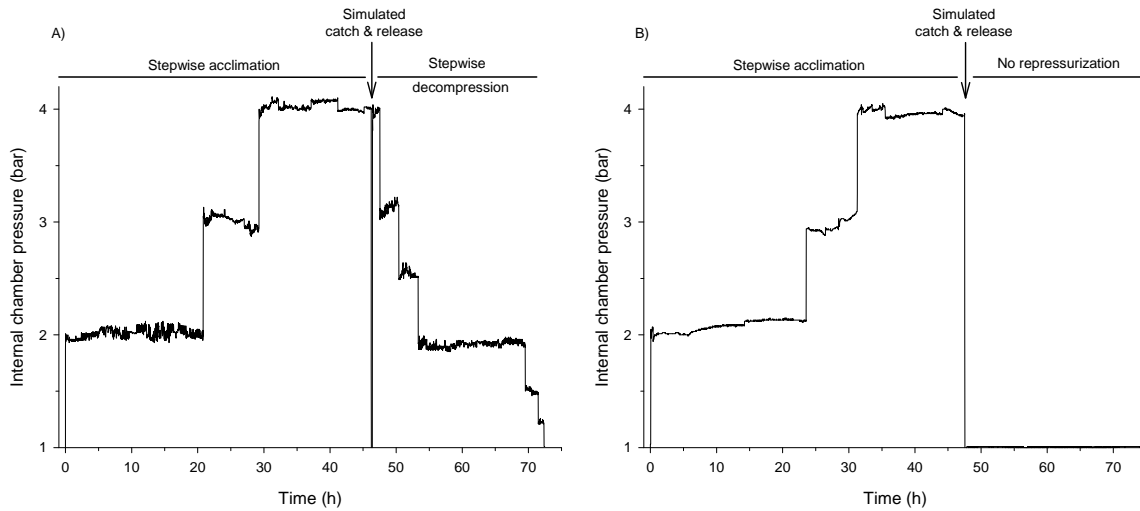 A)
Simulated
catch & release
Stepwise acclimation
Stepwise
decompression
Internal chamber pressure (bar)
4
3
2
1
0 10 20 30 40 50 60 70
Time (h)
B)
Simulated
catch & release
Stepwise acclimation
No repressurization
Internal chamber pressure (bar)
4
3
2
1
0 10 20 30 40 50 60 70
Time (h)